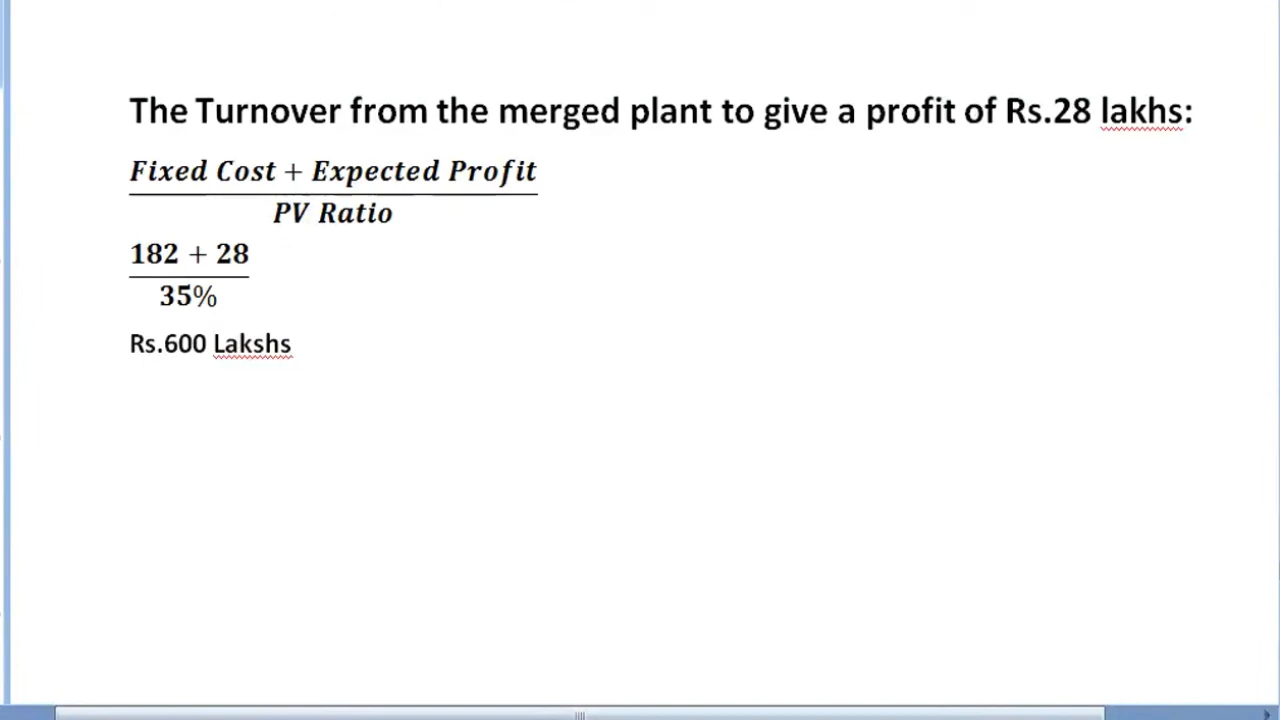 The Turnover from the merged plant to give a profit of Rs.28 lakhs:
Fixed Cost + Expected Profit
PV Ratio
182 + 28
35%
Rs.600 Lakshs